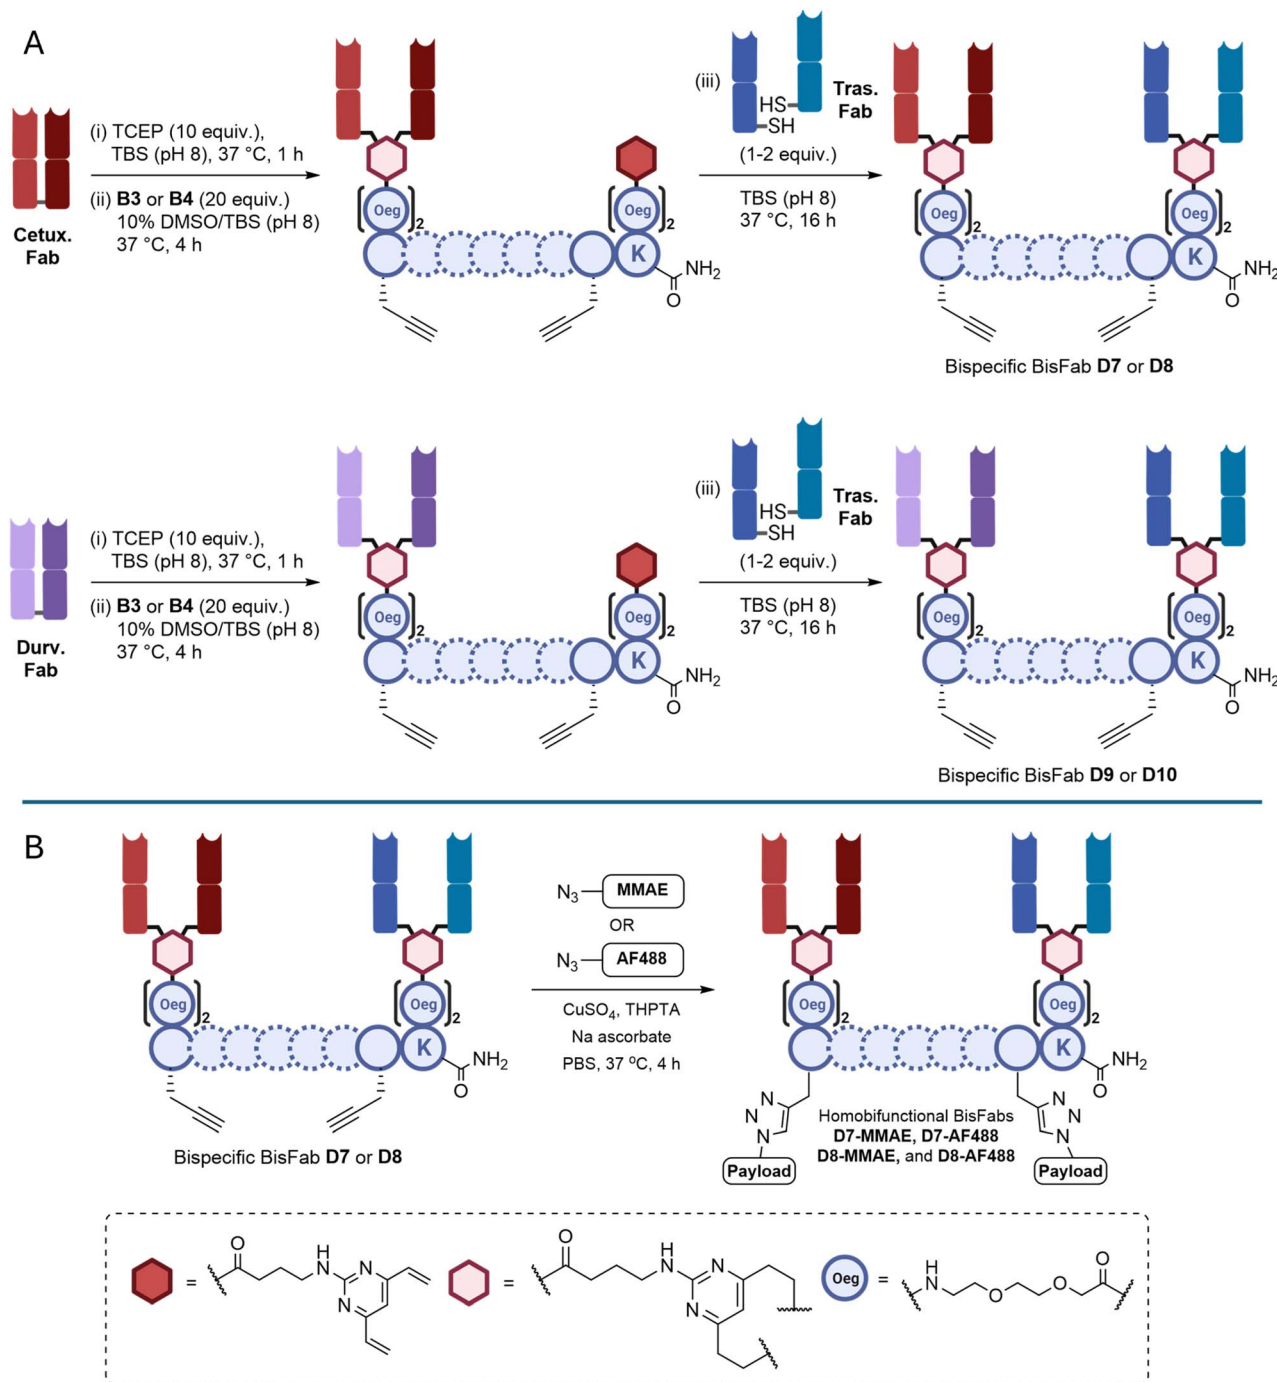 A
Cetux.
Fab
(i) TCEP (10 equiv.),
TBS (pH 8), 37 °C, 1 h
(ii) B3 or B4 (20 equiv.)
10% DMSO/TBS (pH 8)
37 °C, 4 h
Oeg
2
Oeg
2
K
NH2
O
(iii)
HS
SH
Tras.
Fab
(1-2 equiv.)
TBS (pH 8)
37 °C, 16 h
Oeg
2
Oeg
2
K
NH2
O
Bispecific BisFab D7 or D8
Durv.
Fab
(i) TCEP (10 equiv.),
TBS (pH 8), 37 °C, 1 h
(ii) B3 or B4 (20 equiv.)
10% DMSO/TBS (pH 8)
37 °C, 4 h
Oeg
2
Oeg
2
K
NH2
O
(iii)
HS
SH
Tras.
Fab
(1-2 equiv.)
TBS (pH 8)
37 °C, 16 h
Oeg
2
Oeg
2
K
NH2
O
Bispecific BisFab D9 or D10
B
Oeg
2
Oeg
2
K
NH2
O
Bispecific BisFab D7 or D8
N3
MMAE
OR
N3
AF488
CuSO4, THPTA
Na ascorbate
PBS, 37 ⁰C, 4 h
Oeg
2
Oeg
2
K
NH2
O
N
N
N
Payload
Homobifunctional BisFabs
D7-MMAE, D7-AF488
D8-MMAE, and D8-AF488
N
N
N
Payload
=
O
H
N
N
N
=
O
H
N
N
N
Oeg
=
H
N
O
O
O